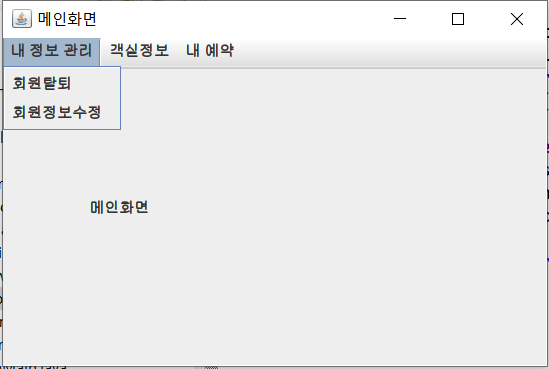 메인화면
내 정보 관리 객실정보 내 예약
회원탈퇴
회원정보수정
메인화면